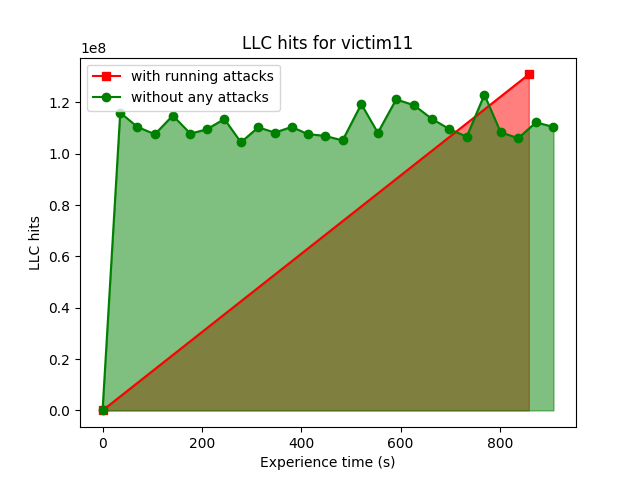 LLC hits for victim11
1e8
with running attacks
without any attacks
1.2
1.0
0.8
0.6
0.4
0.2
0.0
LLC hits
0 200 400 600 800
Experience time (s)